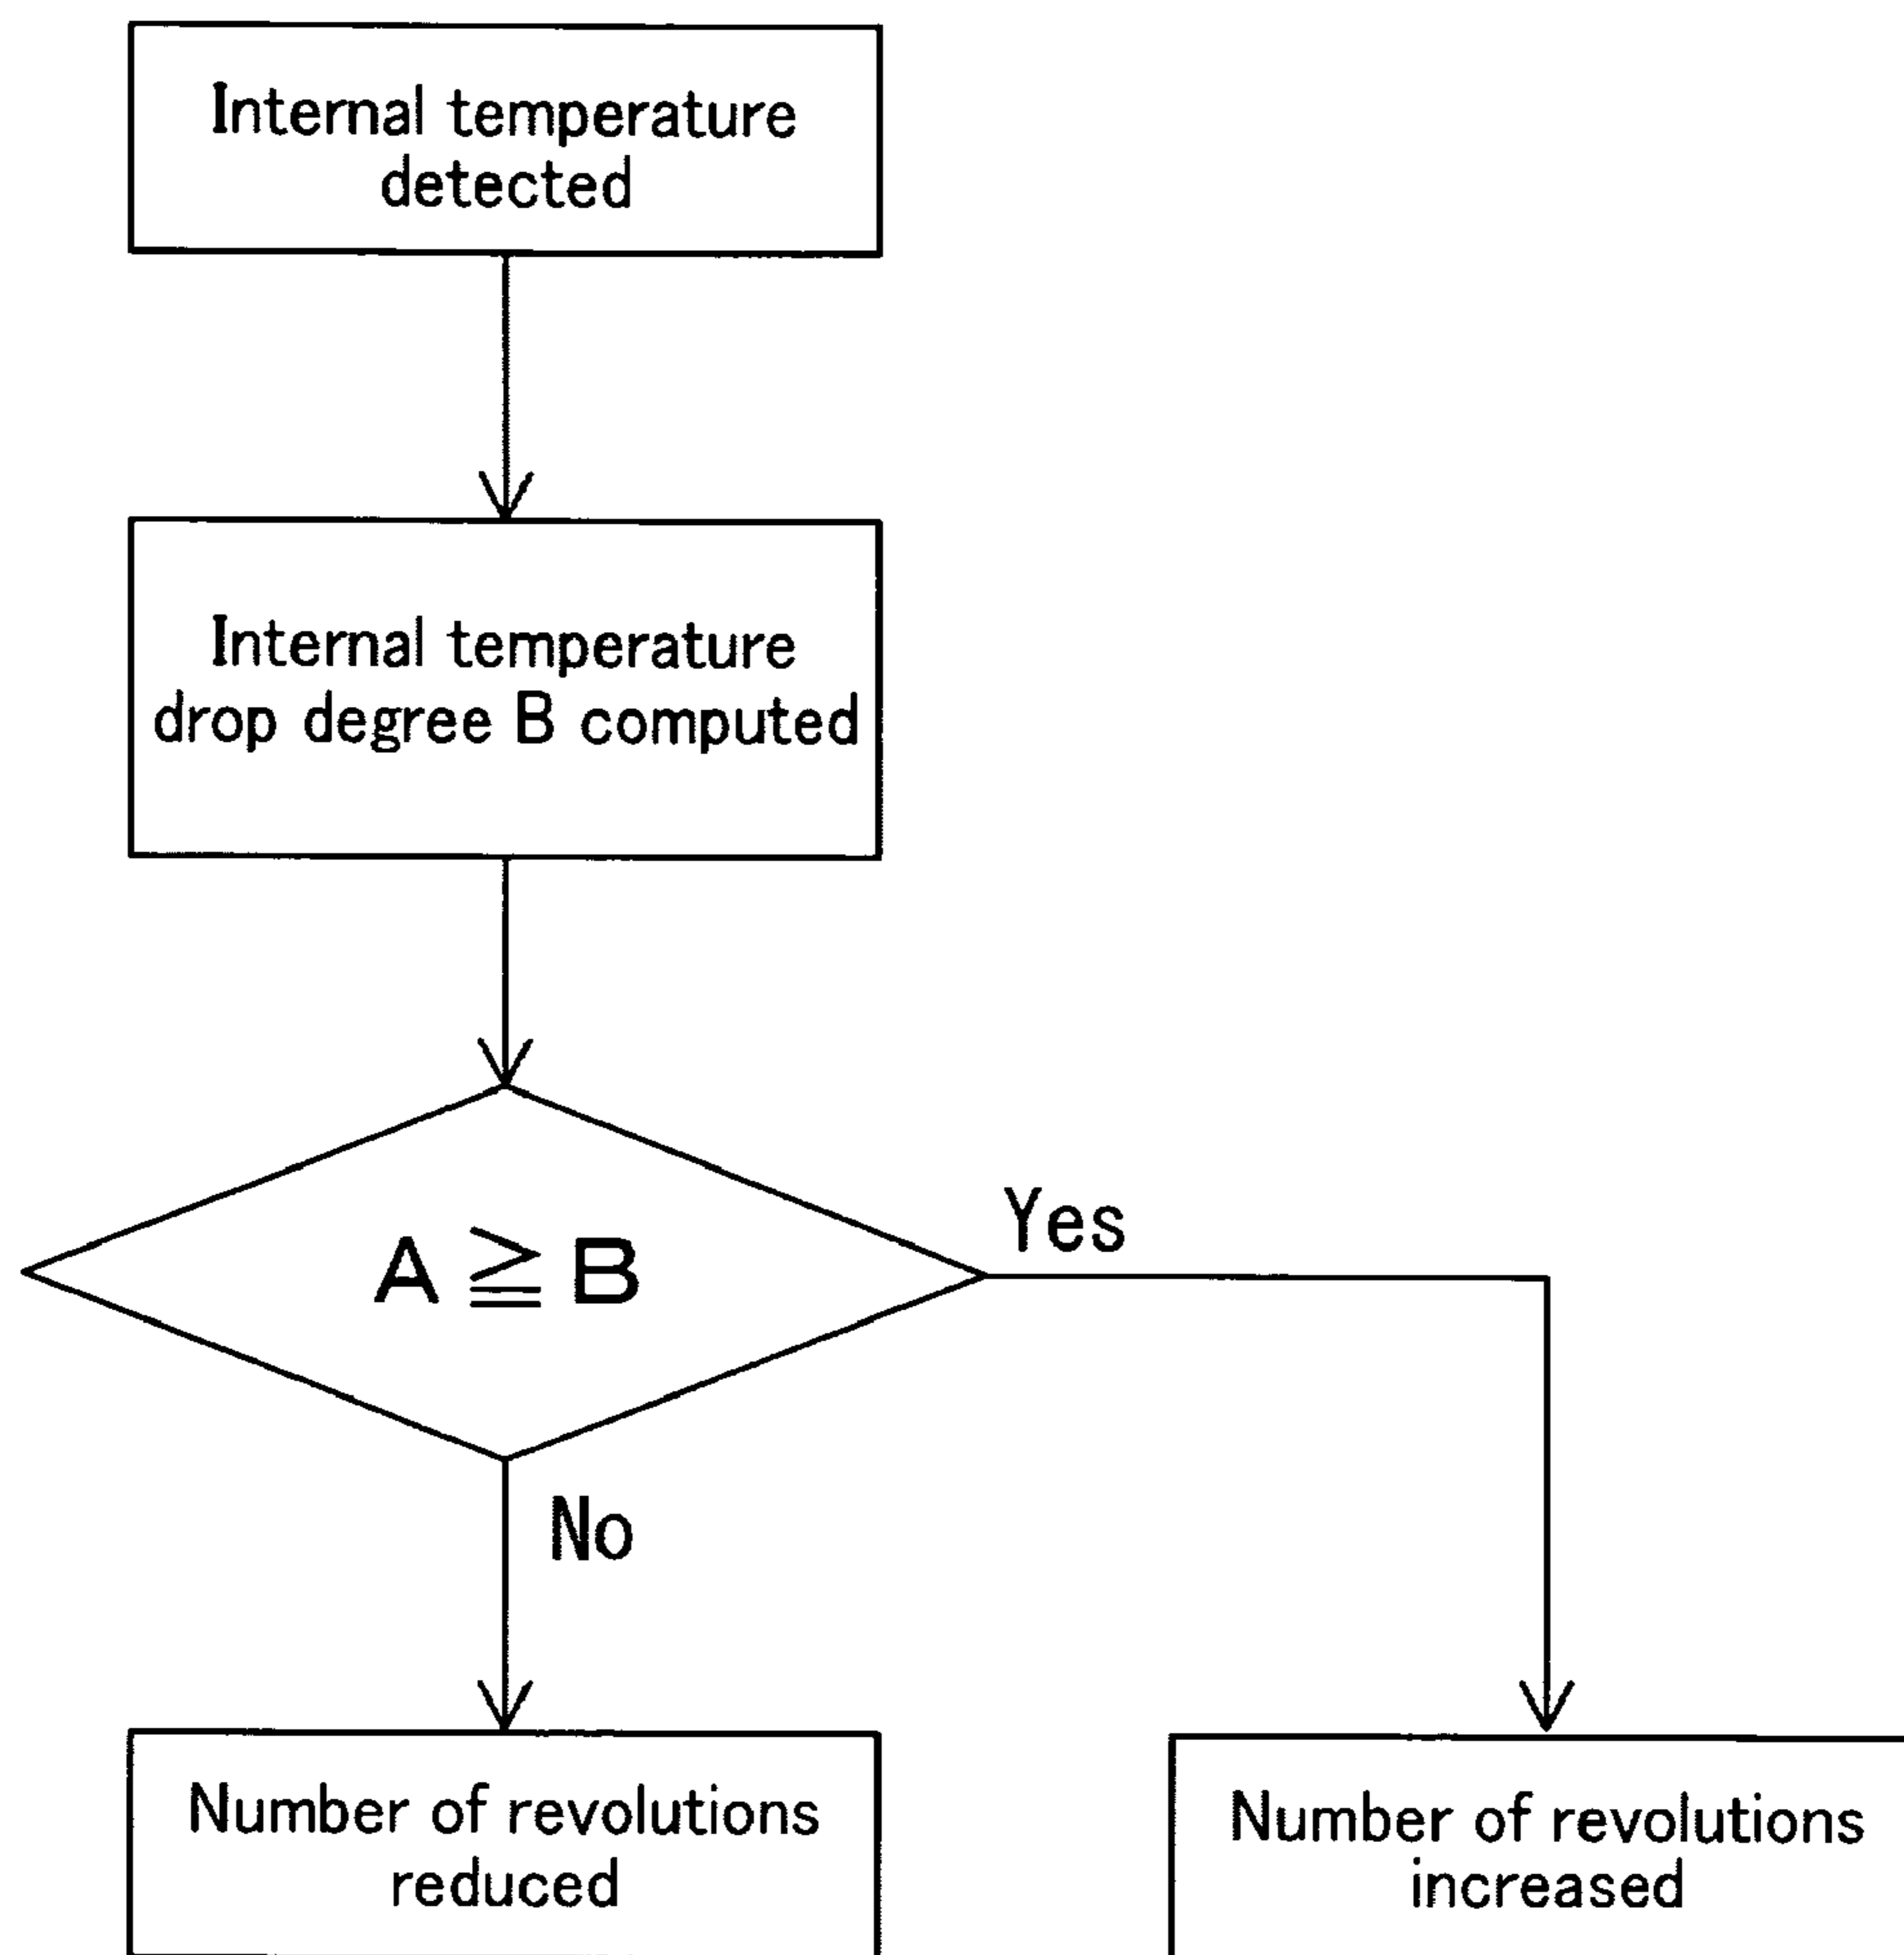 Internal temperature
detected
Internal temperature
drop degree B computed
A ≧ B
Yes
No
Number of revolutions
reduced
Number of revolutions
increased